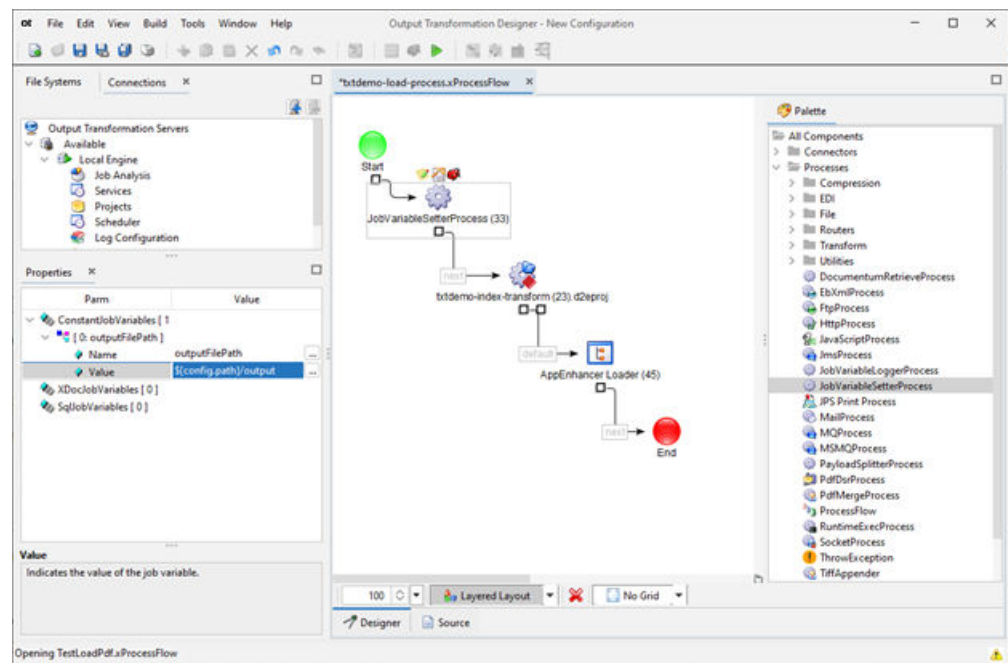 ot File Edit View Build Tools Window Help Output Transformation Designer - New Configuration
File Systems Connections
Output Transformation Servers
Available
Local Engine
Job Analysis
Services
Projects
Scheduler
Log Configuration
Properties
Parm Value
ConstantJobVariables [ 1
[ 0: outputFilePath ]
Name outputFilePath ...
Value ${config.path}/output ...
XDocJobVariables [ 0 ]
SqlJobVariables [ 0 ]
Value
Indicates the value of the job variable.
*txtdemo-load-process.xProcessFlow
Start
JobVariableSetterProcess (33)
next
txtdemo-index-transform (23).d2eproj
default
AppEnhancer Loader (45)
next
End
100 Layered Layout No Grid
Designer Source
Palette
All Components
Connectors
Processes
Compression
EDI
File
Routers
Transform
Utilities
DocumentumRetrieveProcess
EbXmlProcess
FtpProcess
HttpProcess
JavaScriptProcess
JmsProcess
JobVariableLoggerProcess
JobVariableSetterProcess
JPS Print Process
MailProcess
MQProcess
MSMQProcess
PayloadSplitterProcess
PdfDsrProcess
PdfMergeProcess
ProcessFlow
RuntimeExecProcess
SocketProcess
ThrowException
TiffAppender
Opening TestLoadPdf.xProcessFlow